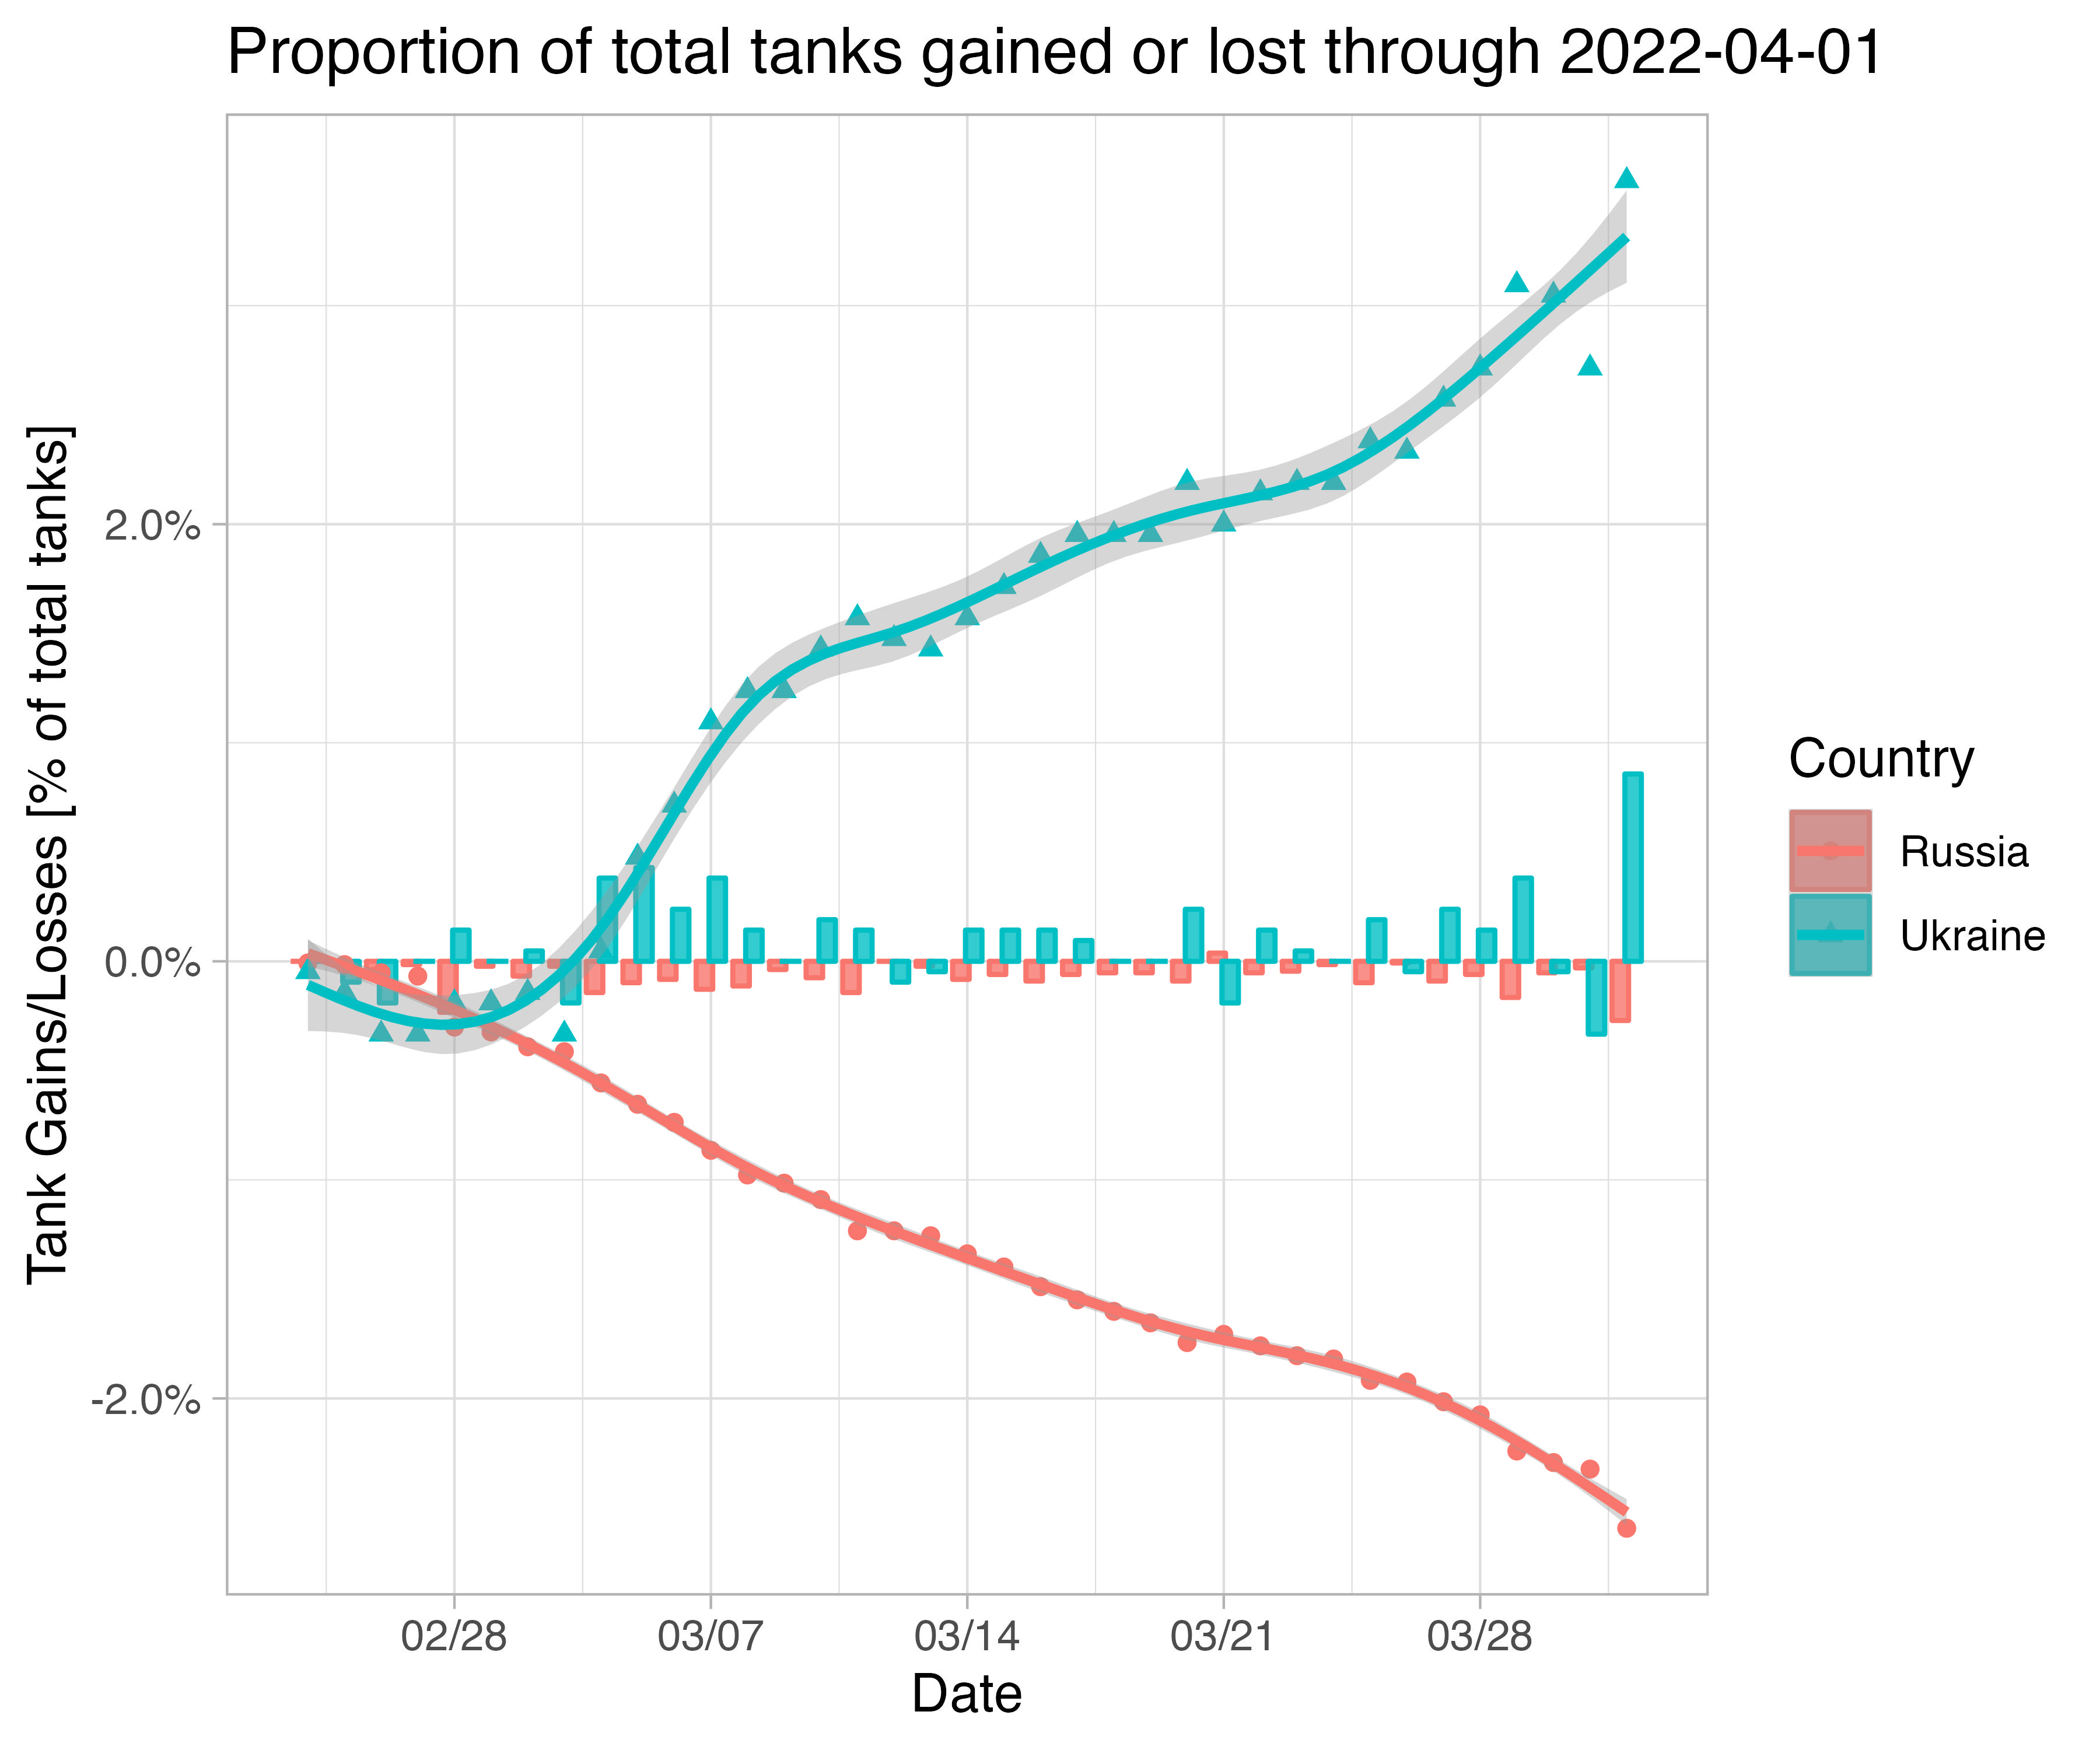 Proportion of total tanks gained or lost through 2022-04-01
Tank Gains/Losses [% of total tanks]
2.0%
0.0%
-2.0%
02/28
03/07
03/14
03/21
03/28
Date
Country
Russia
Ukraine